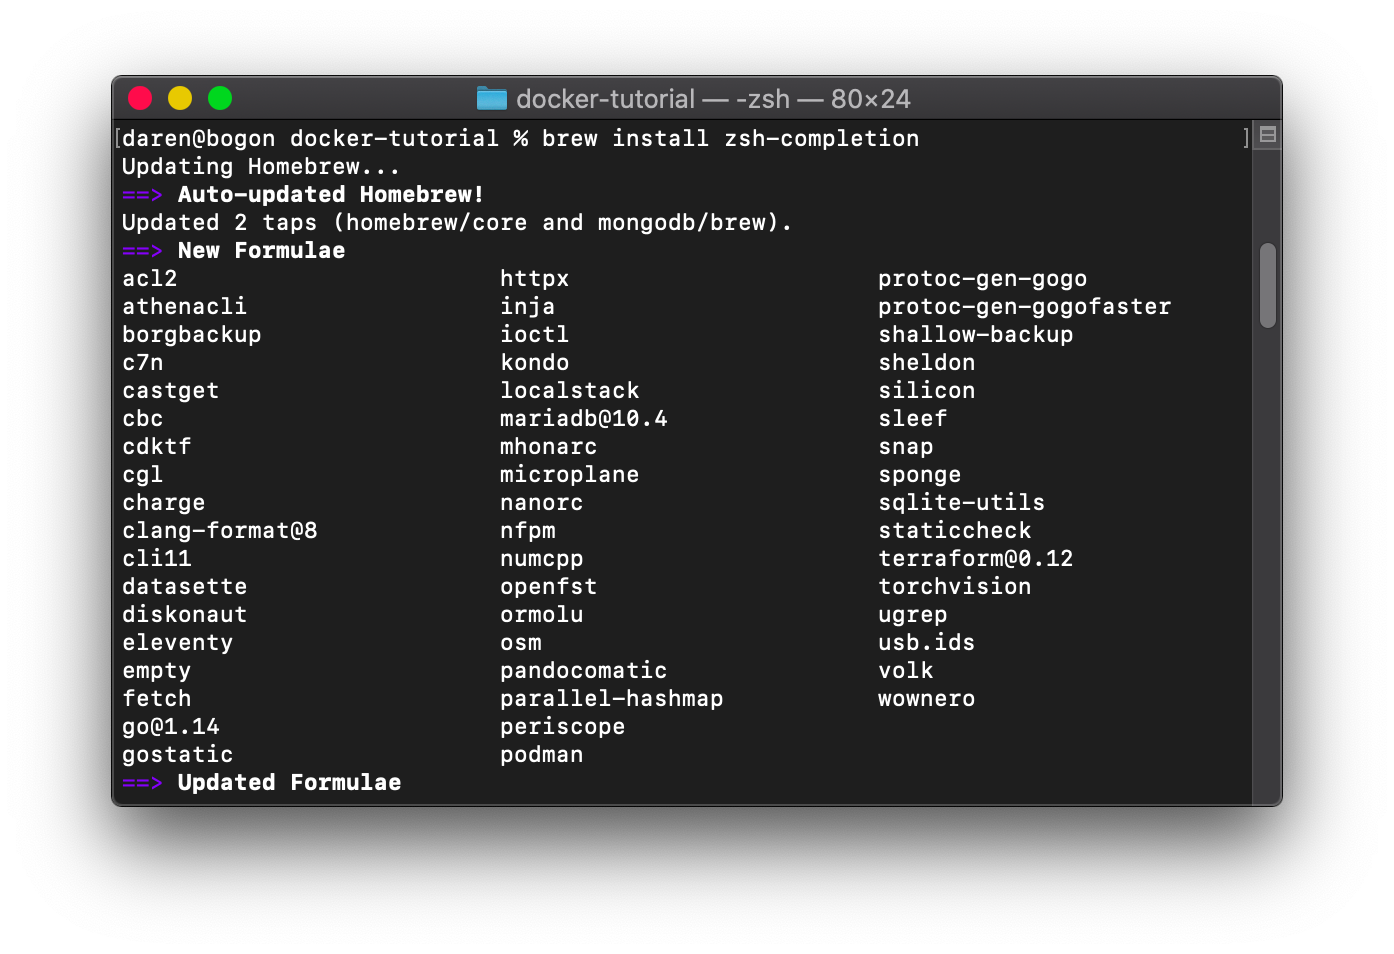 docker-tutorial — -zsh — 80×24
[daren@bogon docker-tutorial % brew install zsh-completion ]
Updating Homebrew...
==> Auto-updated Homebrew!
Updated 2 taps (homebrew/core and mongodb/brew).
==> New Formulae
acl2 httpx protoc-gen-gogo
athenacli inja protoc-gen-gogofaster
borgbackup ioctl shallow-backup
c7n kondo sheldon
castget localstack silicon
cbc mariadb@10.4 sleef
cdktf mhonarc snap
cgl microplane sponge
charge nanorc sqlite-utils
clang-format@8 nfpm staticcheck
cli11 numcpp terraform@0.12
datasette openfst torchvision
diskonaut ormolu ugrep
eleventy osm usb.ids
empty pandocomatic volk
fetch parallel-hashmap wownero
go@1.14 periscope
gostatic podman
==> Updated Formulae